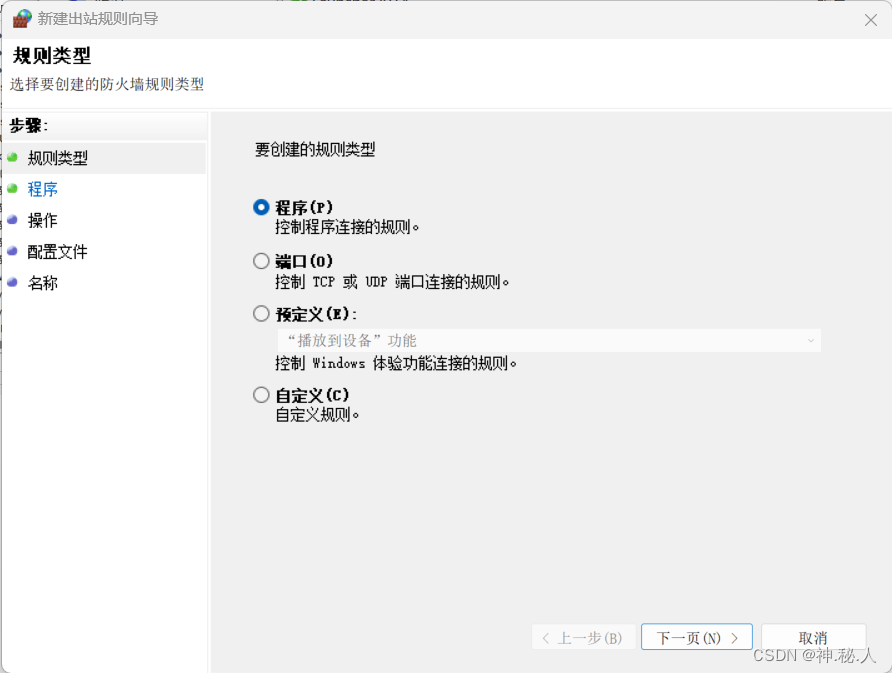 新建出站规则向导
规则类型
选择要创建的防火墙规则类型
步骤:
规则类型
程序
操作
配置文件
名称
要创建的规则类型
程序(P)
控制程序连接的规则。
端口(O)
控制 TCP 或 UDP 端口连接的规则。
预定义(E):
“播放到设备”功能
控制 Windows 体验功能连接的规则。
自定义(C)
自定义规则。
< 上一步(B)
下一页(N) >
取消
CSDN @神.秘.人